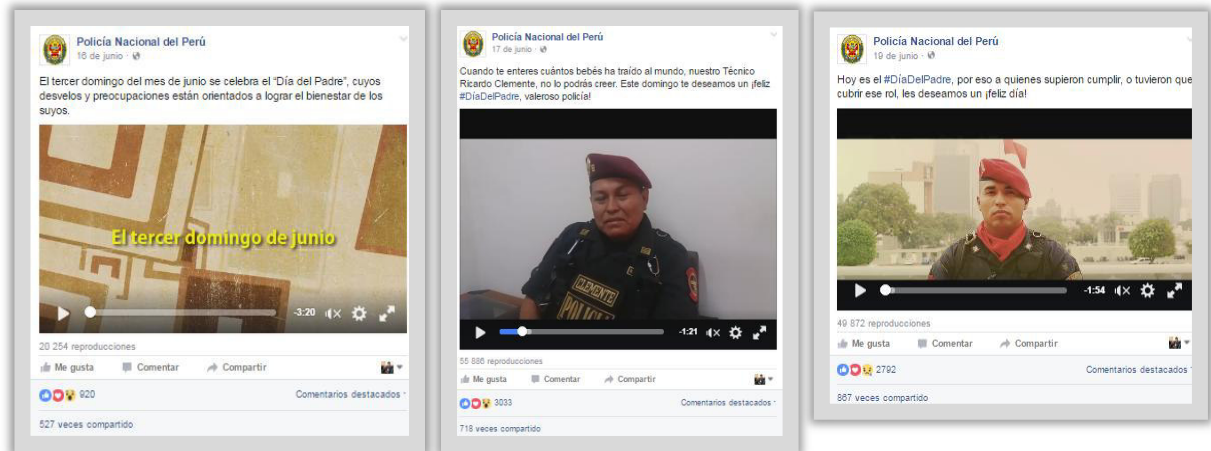 Policía Nacional del Perú
16 de junio
El tercer domingo del mes de junio se celebra el "Día del Padre", cuyos
desvelos y preocupaciones están orientados a lograr el bienestar de los
suyos.
El tercer domingo de junio
-3:20
20 254 reproducciones
Me gusta Comentar Compartir
920 Comentarios destacados
527 veces compartido
Policía Nacional del Perú
17 de junio
Cuando te enteres cuántos bebés ha traído al mundo, nuestro Técnico
Ricardo Clemente, no lo podrás creer. Este domingo te deseamos un ¡feliz
#DíaDelPadre, valeroso policía!
CLEMENTE
POLICIA
-1:21
55 886 reproducciones
Me gusta Comentar Compartir
3033 Comentarios destacados
718 veces compartido
Policía Nacional del Perú
19 de junio
Hoy es el #DíaDelPadre, por eso a quienes supieron cumplir, o tuvieron que
cubrir ese rol, les deseamos un ¡feliz día!
-1:54
49 872 reproducciones
Me gusta Comentar Compartir
2792 Comentarios destacados
867 veces compartido